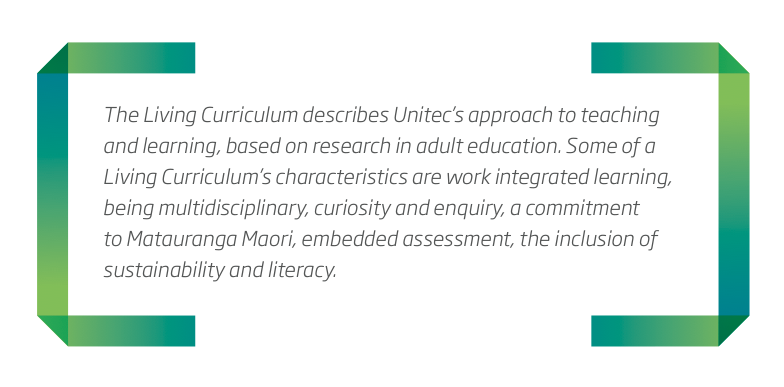 The Living Curriculum describes Unitec's approach to teaching
and learning, based on research in adult education. Some of a
Living Curriculum's characteristics are work integrated learning,
being multidisciplinary, curiosity and enquiry, a commitment
to Matauranga Maori, embedded assessment, the inclusion of
sustainability and literacy.